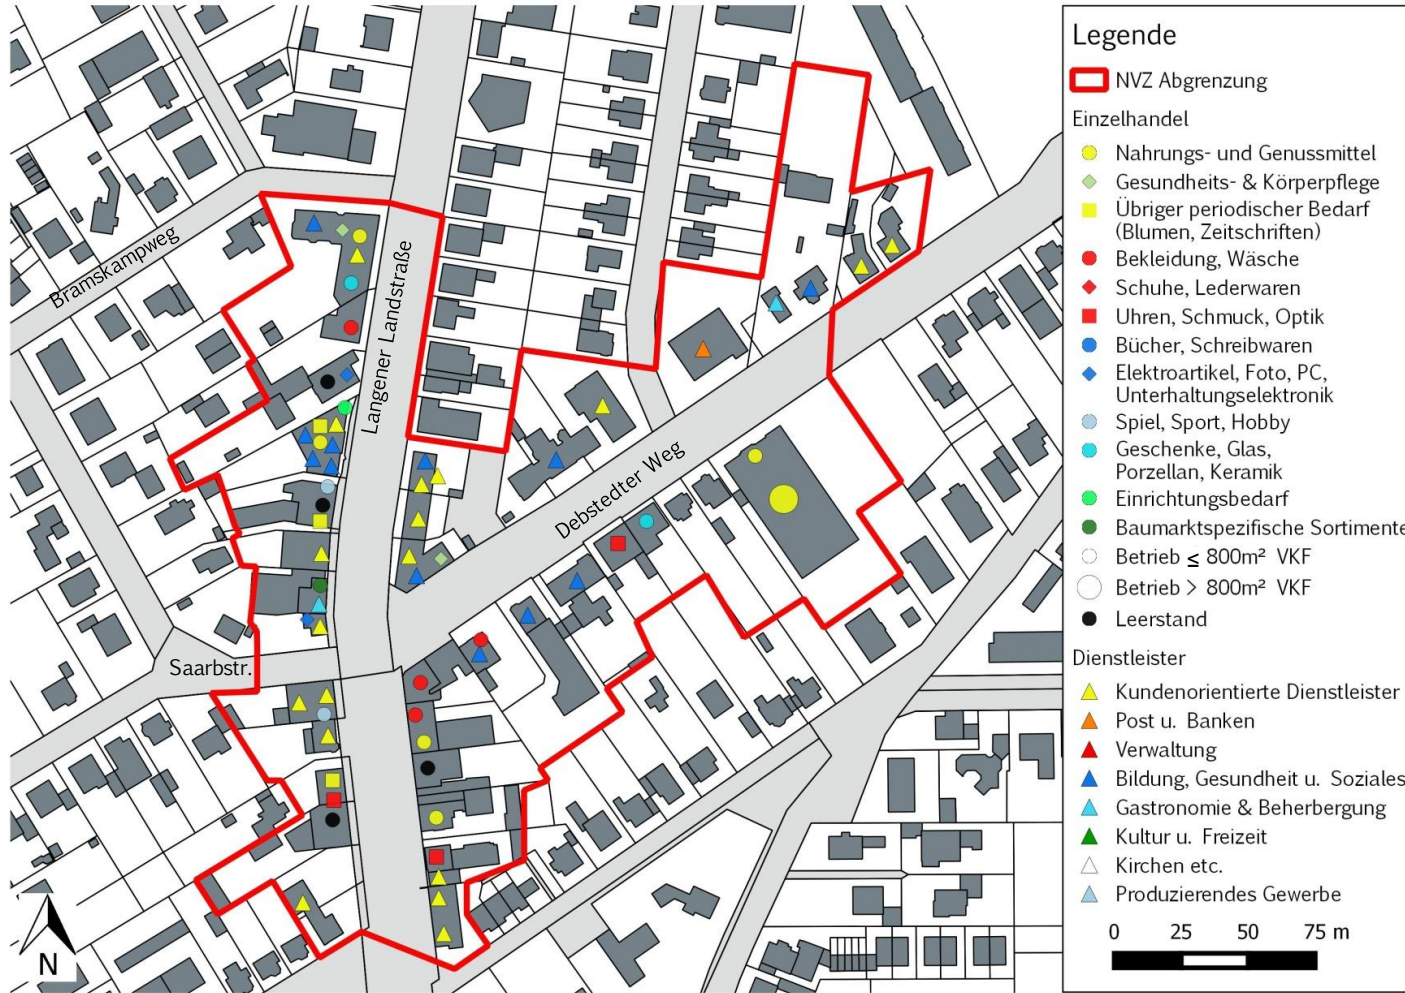 Bramskampweg
Langener Landstraße
Debstedter Weg
Saarbstr.
N
Legende
NVZ Abgrenzung
Einzelhandel
Nahrungs- und Genussmittel
Gesundheits- & Körperpflege
Übriger periodischer Bedarf
(Blumen, Zeitschriften)
Bekleidung, Wäsche
Schuhe, Lederwaren
Uhren, Schmuck, Optik
Bücher, Schreibwaren
Elektroartikel, Foto, PC,
Unterhaltungselektronik
Spiel, Sport, Hobby
Geschenke, Glas,
Porzellan, Keramik
Einrichtungsbedarf
Baumarktspezifische Sortimente
Betrieb ≤ 800m² VKF
Betrieb > 800m² VKF
Leerstand
Dienstleister
Kundenorientierte Dienstleister
Post u. Banken
Verwaltung
Bildung, Gesundheit u. Soziales
Gastronomie & Beherbergung
Kultur u. Freizeit
Kirchen etc.
Produzierendes Gewerbe
0 25 50 75 m